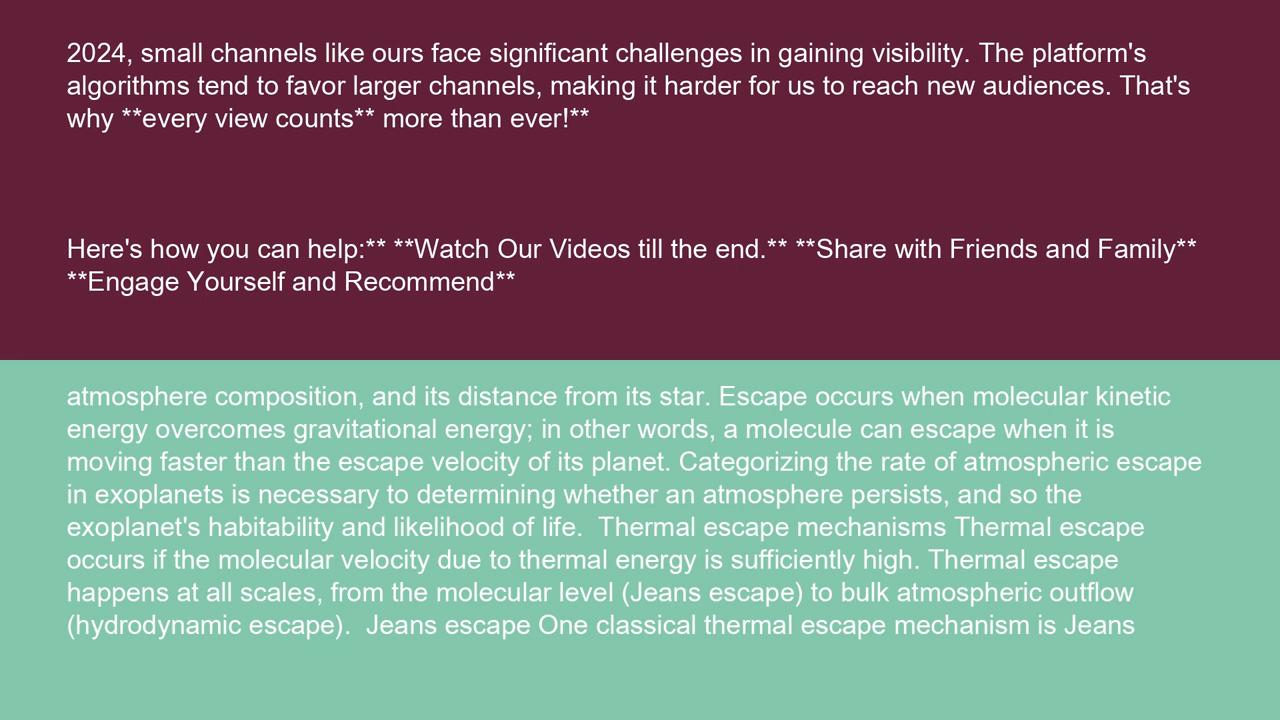 2024, small channels like ours face significant challenges in gaining visibility. The platform's
algorithms tend to favor larger channels, making it harder for us to reach new audiences. That's
why **every view counts** more than ever!**
Here's how you can help:** **Watch Our Videos till the end.** **Share with Friends and Family**
**Engage Yourself and Recommend**
atmosphere composition, and its distance from its star. Escape occurs when molecular kinetic
energy overcomes gravitational energy; in other words, a molecule can escape when it is
moving faster than the escape velocity of its planet. Categorizing the rate of atmospheric escape
in exoplanets is necessary to determining whether an atmosphere persists, and so the
exoplanet's habitability and likelihood of life.  Thermal escape mechanisms Thermal escape
occurs if the molecular velocity due to thermal energy is sufficiently high. Thermal escape
happens at all scales, from the molecular level (Jeans escape) to bulk atmospheric outflow
(hydrodynamic escape).  Jeans escape One classical thermal escape mechanism is Jeans